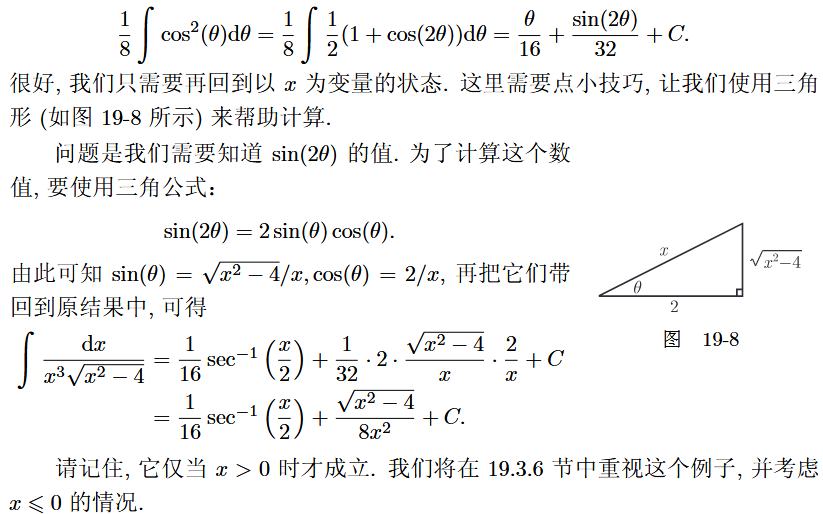 $$\frac{1}{8}\int \cos^2(\theta)\mathrm{d}\theta = \frac{1}{8}\int \frac{1}{2}(1+\cos(2\theta))\mathrm{d}\theta = \frac{\theta}{16}+\frac{\sin(2\theta)}{32}+C.$$
很好, 我们只需要再回到以 $x$ 为变量的状态. 这里需要点小技巧, 让我们使用三角
形 (如图 19-8 所示) 来帮助计算.
问题是我们需要知道 $\sin(2\theta)$ 的值. 为了计算这个数
值, 要使用三角公式：
$$\sin(2\theta) = 2\sin(\theta)\cos(\theta).$$
由此可知 $\sin(\theta) = \sqrt{x^2-4}/x, \cos(\theta) = 2/x$, 再把它们带
回到原结果中, 可得
$$\int \frac{\mathrm{d}x}{x^3\sqrt{x^2-4}} = \frac{1}{16}\sec^{-1}\left(\frac{x}{2}\right)+\frac{1}{32}\cdot 2\cdot \frac{\sqrt{x^2-4}}{x}\cdot \frac{2}{x}+C$$
$$= \frac{1}{16}\sec^{-1}\left(\frac{x}{2}\right)+\frac{\sqrt{x^2-4}}{8x^2}+C.$$
$x$
$\sqrt{x^2-4}$
$\theta$
2
图 19-8
请记住, 它仅当 $x > 0$ 时才成立. 我们将在 19.3.6 节中重视这个例子, 并考虑
$x \leqslant 0$ 的情况.